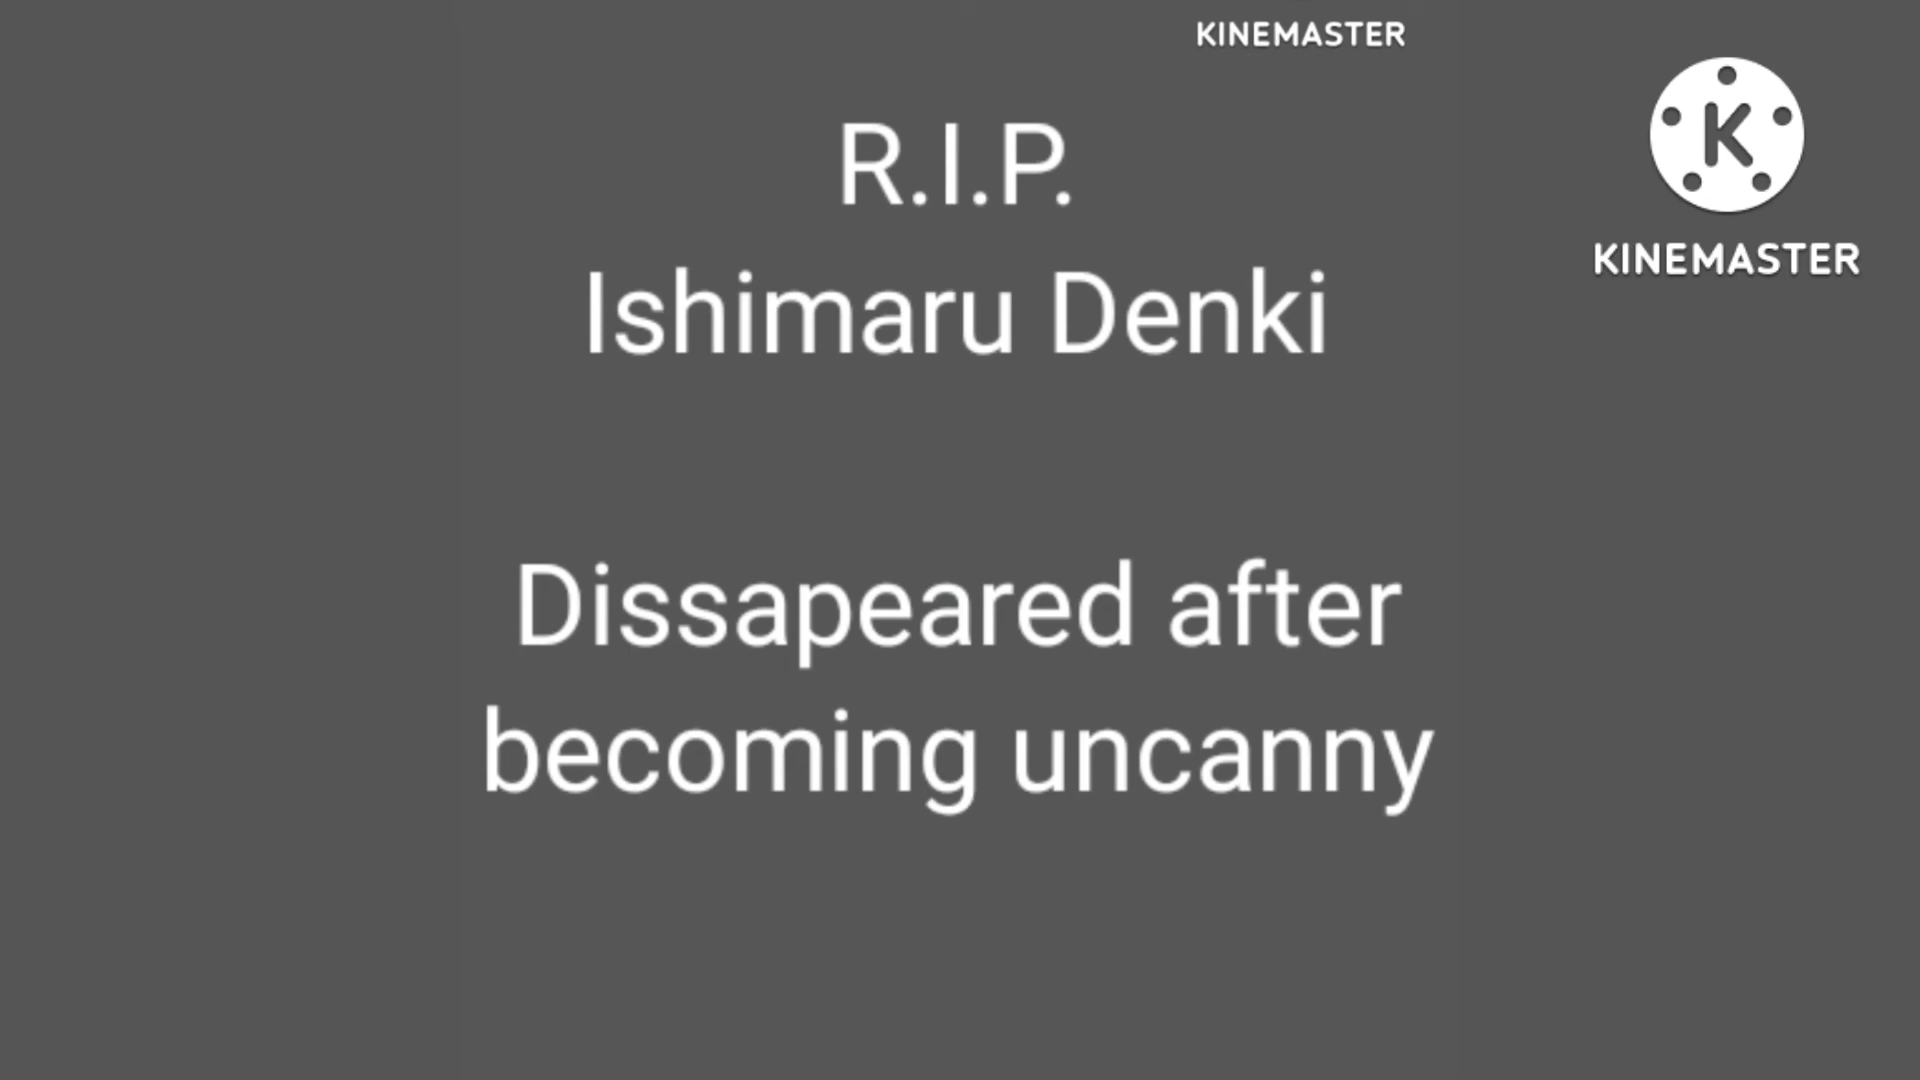 KINEMASTER
R.I.P.
Ishimaru Denki
K
KINEMASTER
Dissapeared after
becoming uncanny